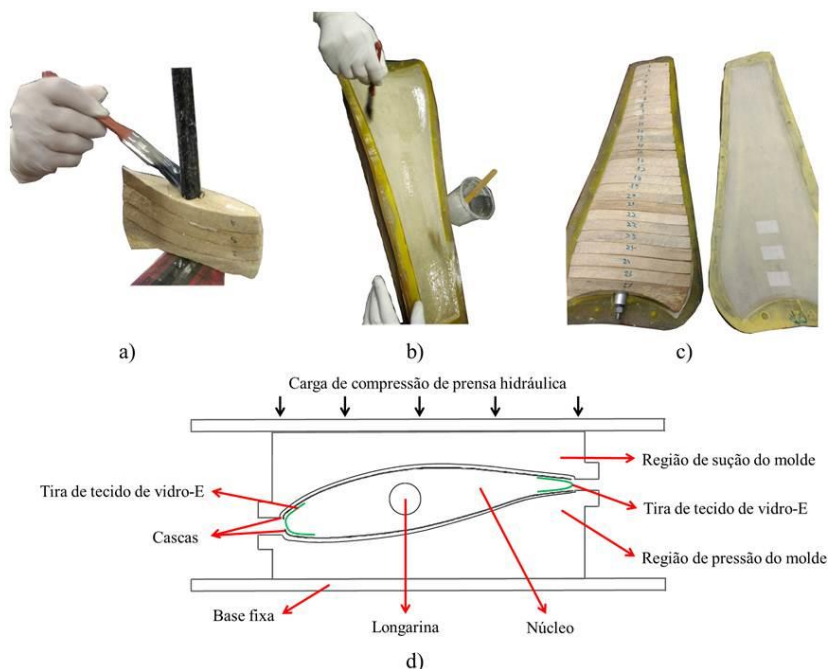 a)
b)
c)
Carga de compressão de prensa hidráulica
Região de sução do molde
Tira de tecido de vidro-E
Tira de tecido de vidro-E
Cascas
Região de pressão do molde
Base fixa
Longarina
Núcleo
d)